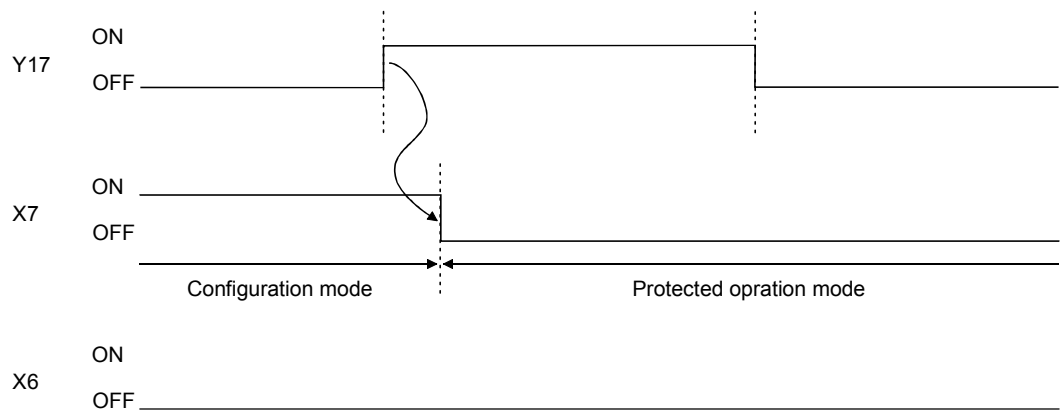 ON
Y17
OFF
ON
X7
OFF
Configuration mode
Protected opration mode
ON
X6
OFF